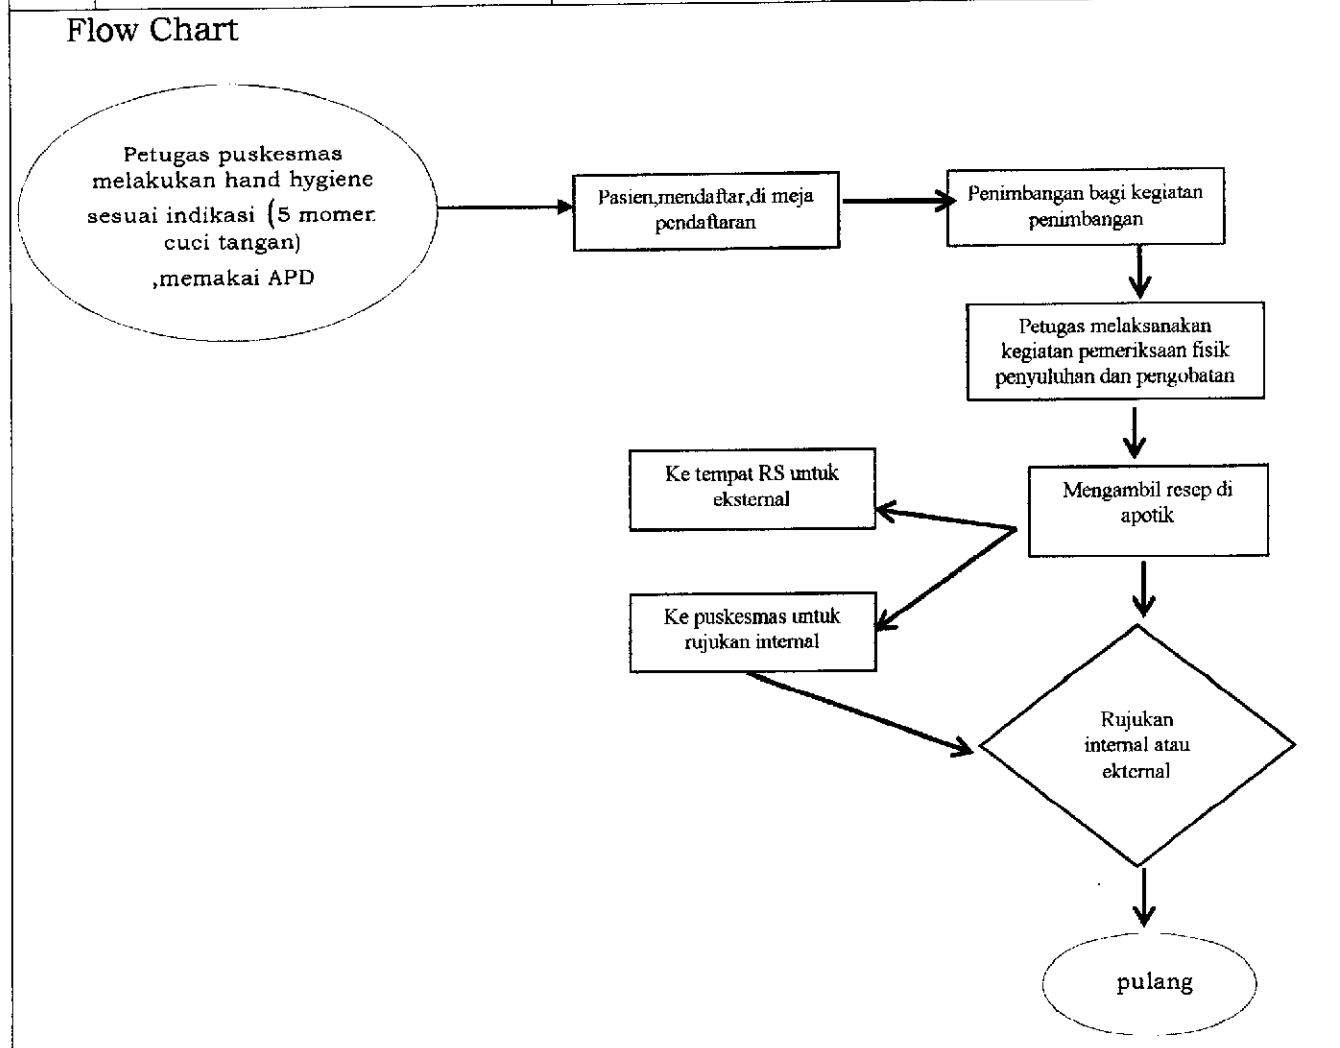 Flow Chart
Petugas puskesmas
melakukan hand hygiene
sesuai indikasi (5 momen
cuci tangan)
,memakai APD
Pasien,mendaftar,di meja
pendaftaran
Penimbangan bagi kegiatan
penimbangan
Petugas melaksanakan
kegiatan pemeriksaan fisik
penyuluhan dan pengobatan
Ke tempat RS untuk
eksternal
Mengambil resep di
apotik
Ke puskesmas untuk
rujukan internal
Rujukan
internal atau
ekternal
pulang